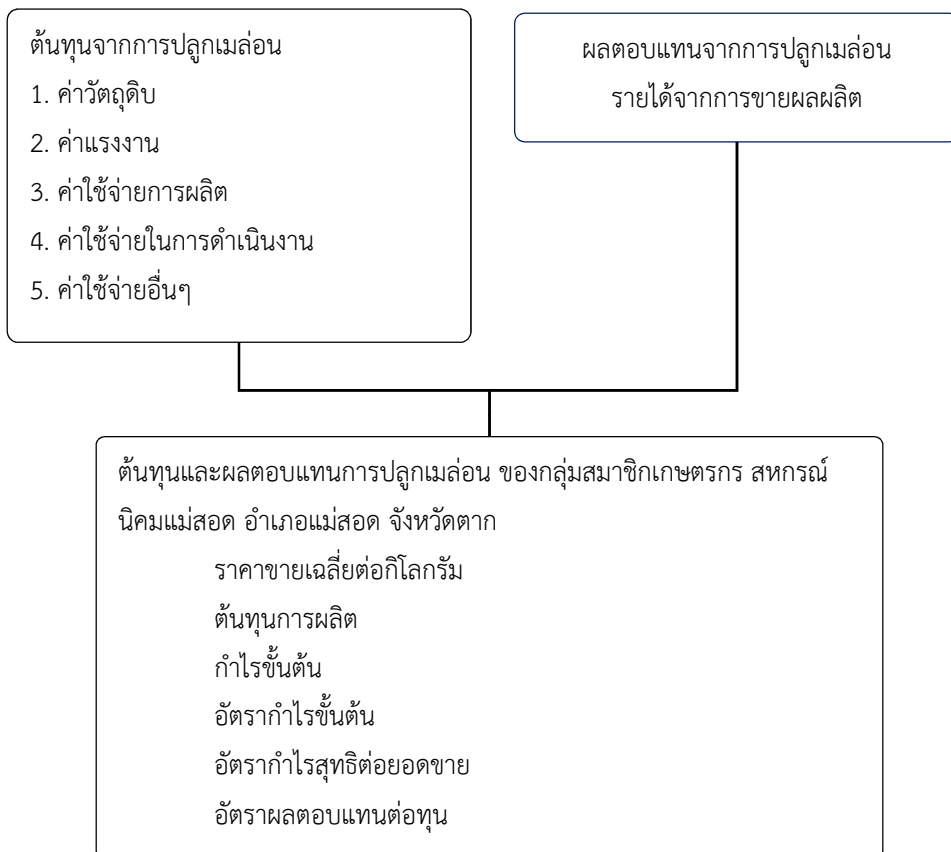 ต้นทุนจากการปลูกเมล่อน
1. ค่าวัตถุดิบ
2. ค่าแรงงาน
3. ค่าใช้จ่ายการผลิต
4. ค่าใช้จ่ายในการดำเนินงาน
5. ค่าใช้จ่ายอื่นๆ
ผลตอบแทนจากการปลูกเมล่อน
รายได้จากการขายผลผลิต
ต้นทุนและผลตอบแทนการปลูกเมล่อน ของกลุ่มสมาชิกเกษตรกร สหกรณ์
นิคมแม่สอด อำเภอแม่สอด จังหวัดตาก
ราคาขายเฉลี่ยต่อกิโลกรัม
ต้นทุนการผลิต
กำไรขั้นต้น
อัตรากำไรขั้นต้น
อัตรากำไรสุทธิต่อยอดขาย
อัตราผลตอบแทนต่อทุน